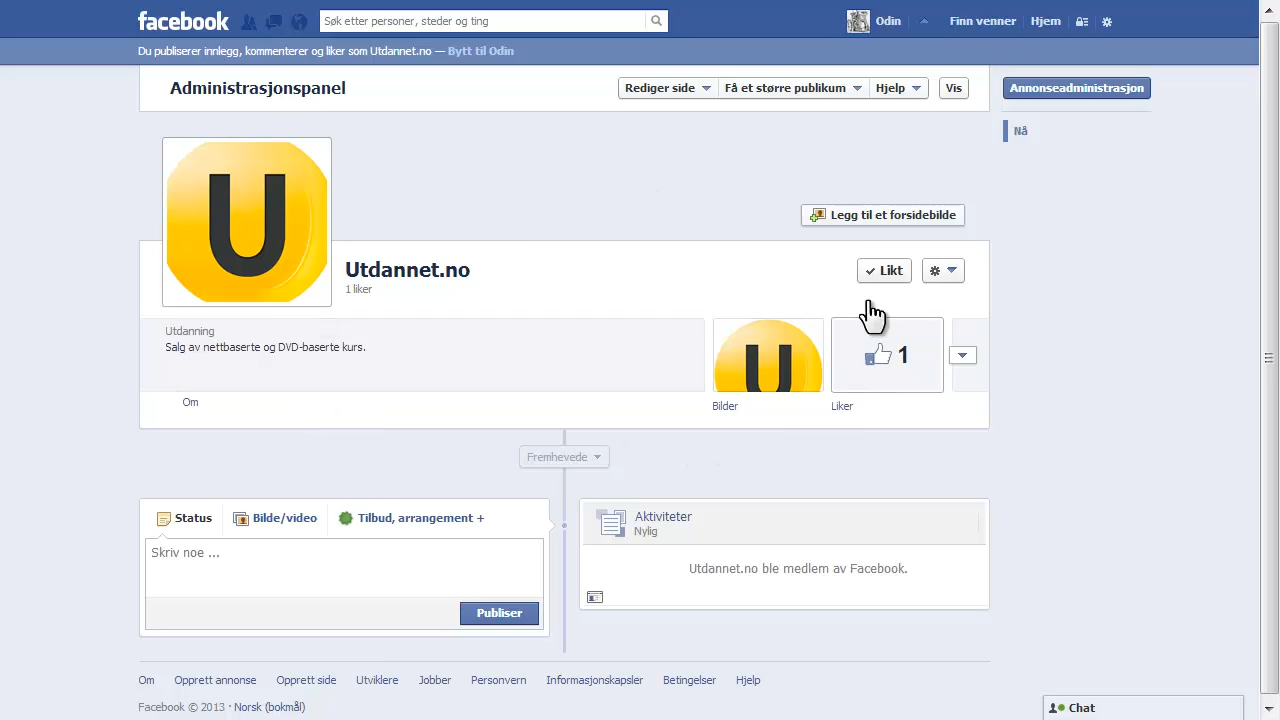 facebook
Søk etter personer, steder og ting
Odin
Finn venner
Hjem
Du publiserer innlegg, kommenterer og liker som Utdannet.no — Bytt til Odin
Administrasjonspanel
Rediger side
Få et større publikum
Hjelp
Vis
Annonseadministrasjon
Nå
U
Legg til et forsidebilde
Utdannet.no
1 liker
Likt
Utdanning
Salg av nettbaserte og DVD-baserte kurs.
U
1
Om
Bilder
Liker
Fremhevede
Status
Bilde/video
Tilbud, arrangement +
Skriv noe ...
Publiser
Aktiviteter
Nylig
Utdannet.no ble medlem av Facebook.
Om
Opprett annonse
Opprett side
Utviklere
Jobber
Personvern
Informasjonskapsler
Betingelser
Hjelp
Facebook © 2013 · Norsk (bokmål)
Chat